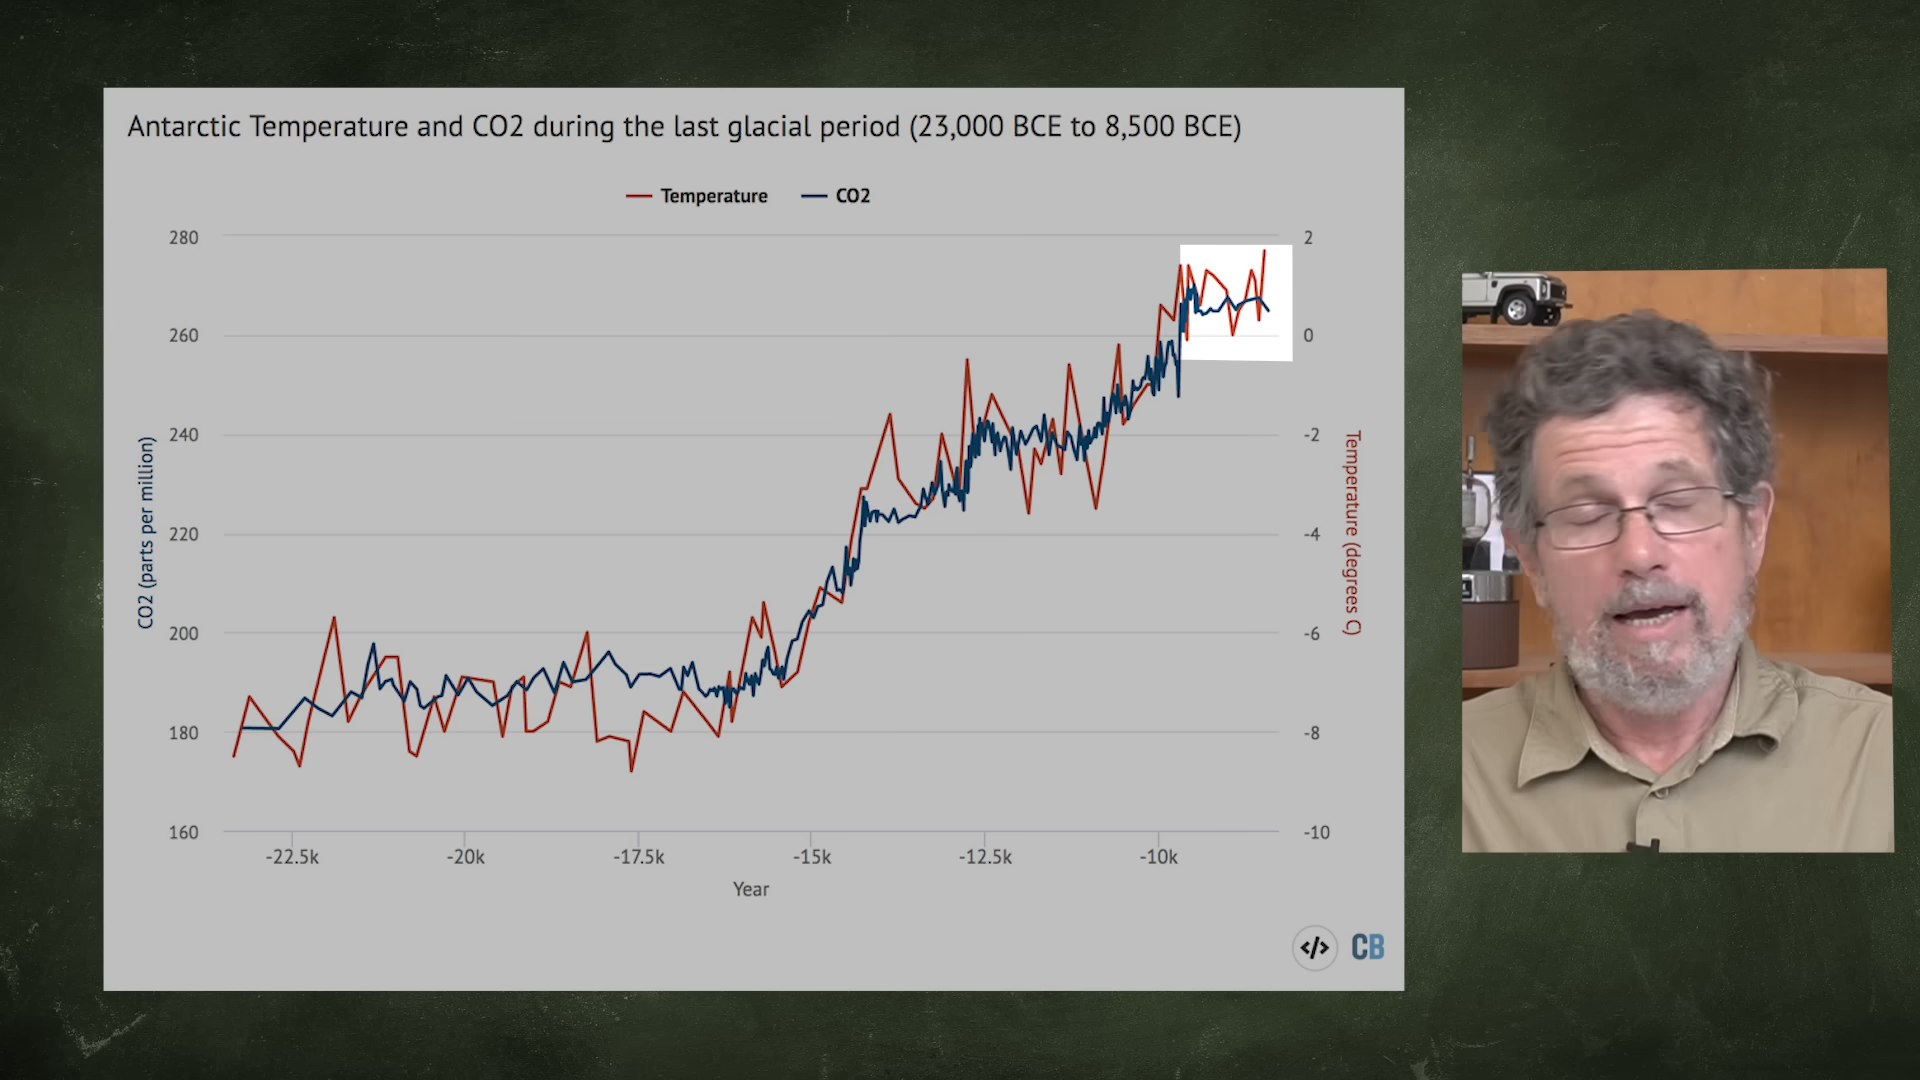 Antarctic Temperature and CO2 during the last glacial period (23,000 BCE to 8,500 BCE)
Temperature CO2
280 2
260 0
240 -2
220 -4
200 -6
180 -8
160 -10
CO2 (parts per million)
Temperature (degrees C)
-22.5k -20k -17.5k -15k -12.5k -10k
Year
</> CB